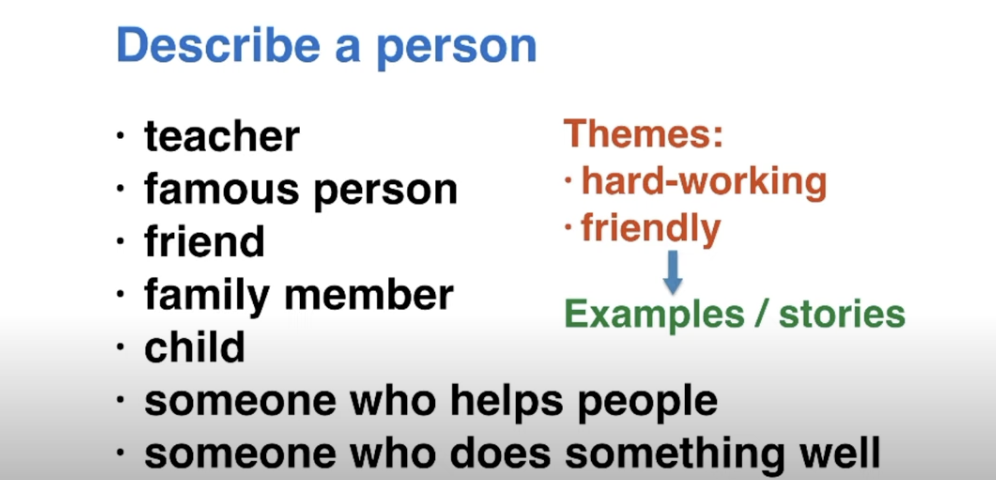 Describe a person
· teacher
· famous person
· friend
· family member
· child
· someone who helps people
· someone who does something well
Themes:
· hard-working
· friendly
Examples / stories